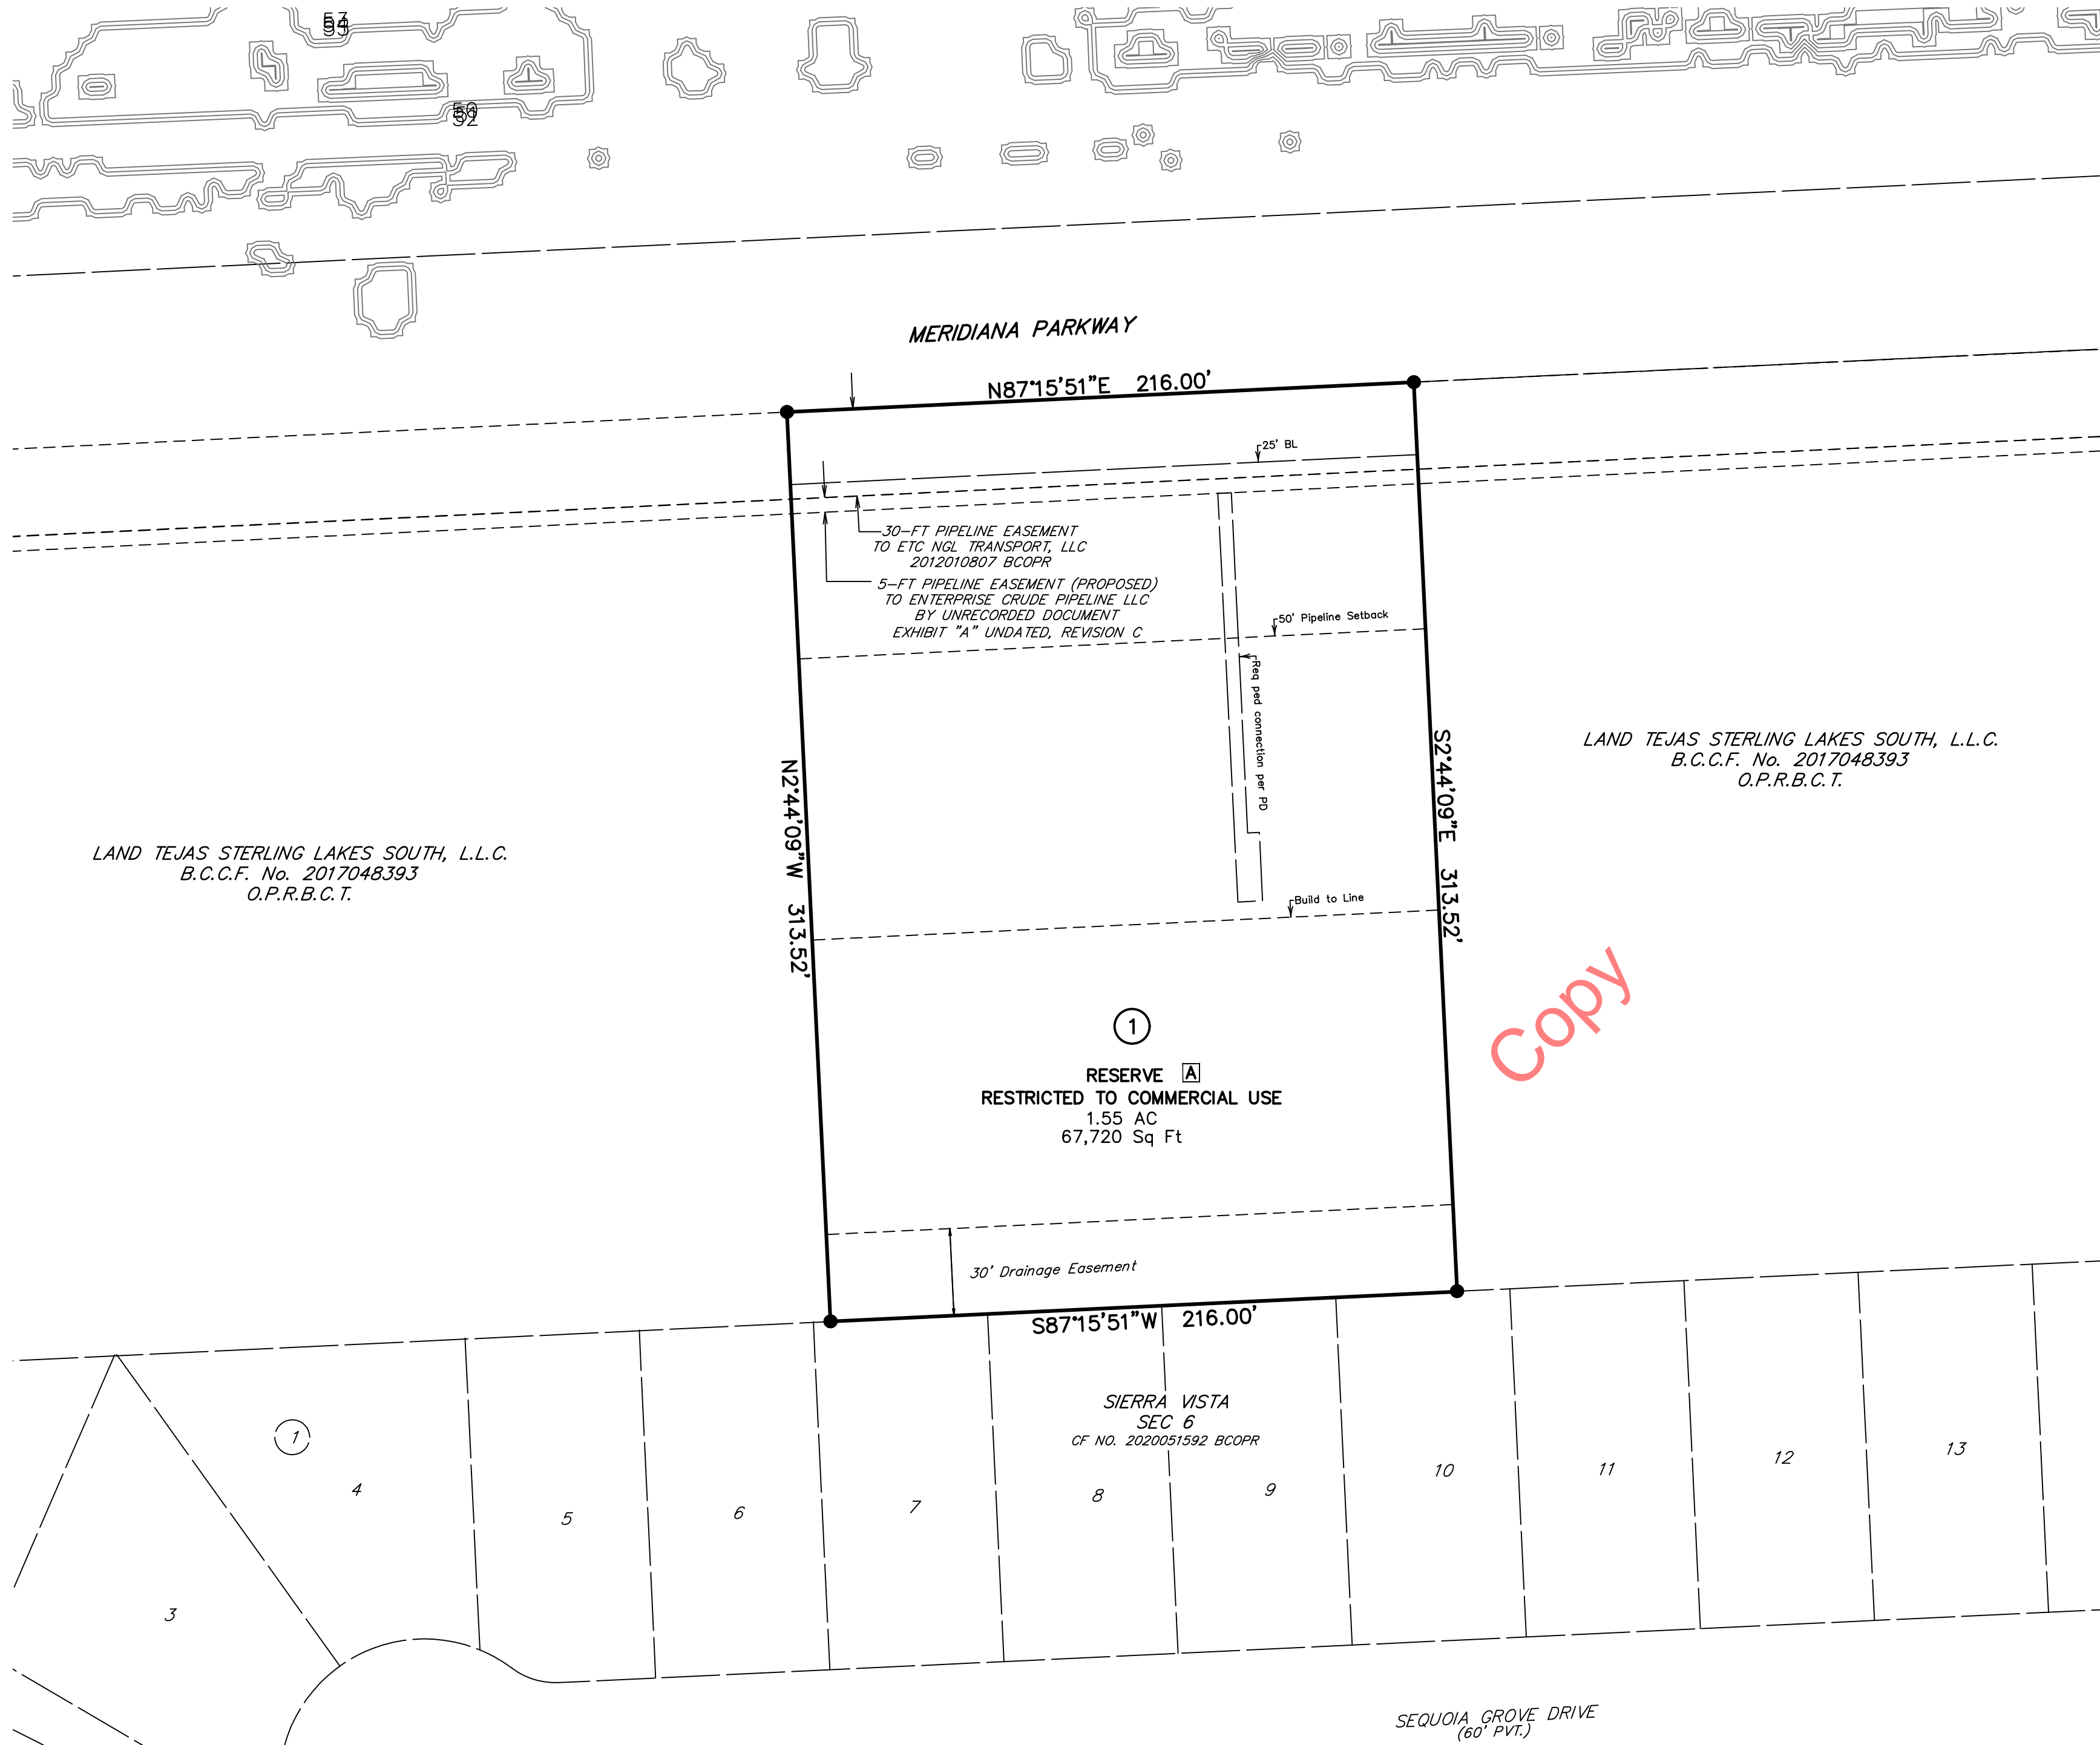 MERIDIANA PARKWAY
N87°15'51"E 216.00'
25' BL
30-FT PIPELINE EASEMENT
TO ETC NGL TRANSPORT, LLC
2012010807 BCOPR
5-FT PIPELINE EASEMENT (PROPOSED)
TO ENTERPRISE CRUDE PIPELINE LLC
BY UNRECORDED DOCUMENT
EXHIBIT "A" UNDATED, REVISION C
50' Pipeline Setback
Req ped connection per PD
N2°44'09"W 313.52'
S2°44'09"E 313.52'
LAND TEJAS STERLING LAKES SOUTH, L.L.C.
B.C.C.F. No. 2017048393
O.P.R.B.C.T.
LAND TEJAS STERLING LAKES SOUTH, L.L.C.
B.C.C.F. No. 2017048393
O.P.R.B.C.T.
Build to Line
Copy
1
RESERVE A
RESTRICTED TO COMMERCIAL USE
1.55 AC
67,720 Sq Ft
30' Drainage Easement
S87°15'51"W 216.00'
SIERRA VISTA
SEC 6
CF NO. 2020051592 BCOPR
1
3
4
5
6
7
8
9
10
11
12
13
SEQUOIA GROVE DRIVE
(60' PVT.)